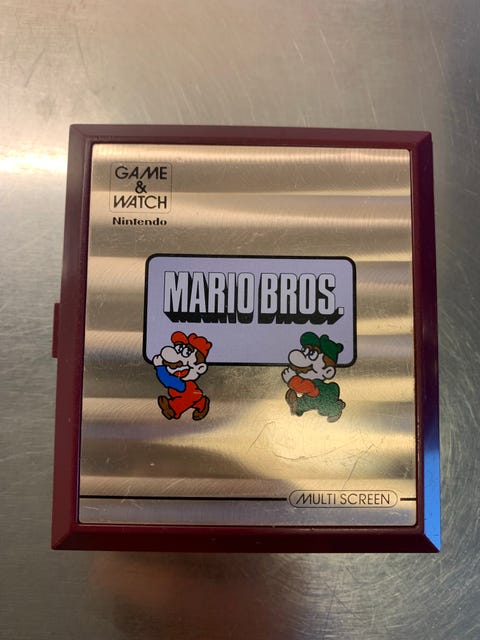 GAME
&
WATCH
Nintendo
MARIO BROS.
MULTI SCREEN